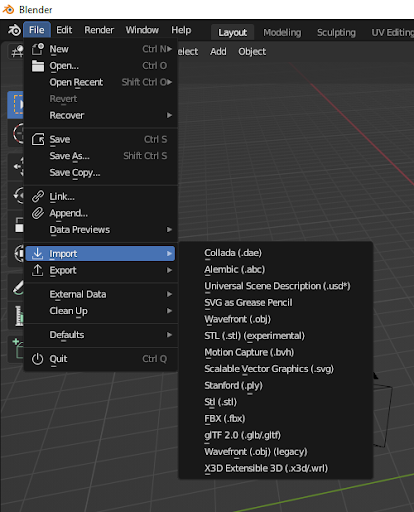 Blender
File Edit Render Window Help Layout Modeling Sculpting UV Editing
elect Add Object
New Ctrl N
Open... Ctrl O
Open Recent Shift Ctrl O
Revert
Recover
Save Ctrl S
Save As... Shift Ctrl S
Save Copy...
Link...
Append...
Data Previews
Import
Export
External Data
Clean Up
Defaults
Quit Ctrl Q
Collada (.dae)
Alembic (.abc)
Universal Scene Description (.usd*)
SVG as Grease Pencil
Wavefront (.obj)
STL (.stl) (experimental)
Motion Capture (.bvh)
Scalable Vector Graphics (.svg)
Stanford (.ply)
Stl (.stl)
FBX (.fbx)
glTF 2.0 (.glb/.gltf)
Wavefront (.obj) (legacy)
X3D Extensible 3D (.x3d/.wrl)